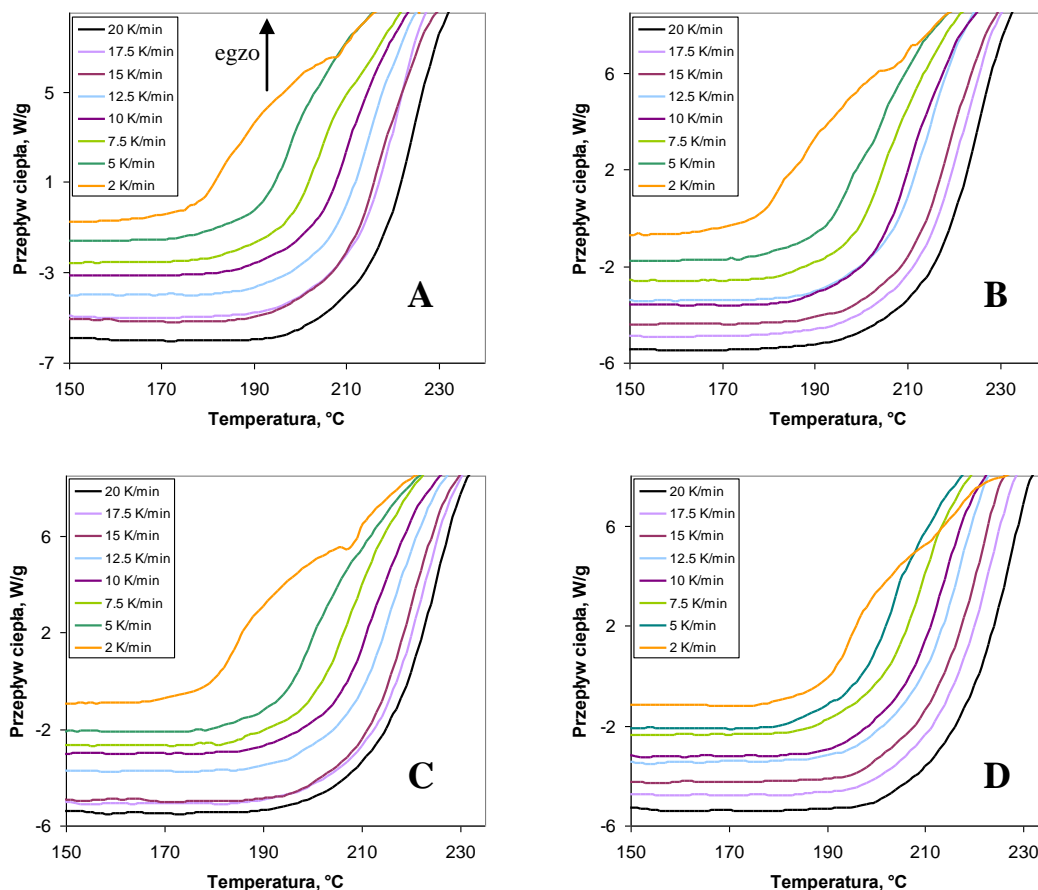 20 K/min
17.5 K/min
15 K/min
12.5 K/min
10 K/min
7.5 K/min
5 K/min
2 K/min
egzo
A
5
1
-3
-7
150
170
190
210
230
Przepływ ciepła, W/g
Temperatura, °C
20 K/min
17.5 K/min
15 K/min
12.5 K/min
10 K/min
7.5 K/min
5 K/min
2 K/min
B
6
2
-2
-6
150
170
190
210
230
Przepływ ciepła, W/g
Temperatura, °C
20 K/min
17.5 K/min
15 K/min
12.5 K/min
10 K/min
7.5 K/min
5 K/min
2 K/min
C
6
2
-2
-6
150
170
190
210
230
Przepływ ciepła, W/g
Temperatura, °C
20 K/min
17.5 K/min
15 K/min
12.5 K/min
10 K/min
7.5 K/min
5 K/min
2 K/min
D
6
2
-2
-6
150
170
190
210
230
Przepływ ciepła, W/g
Temperatura, °C